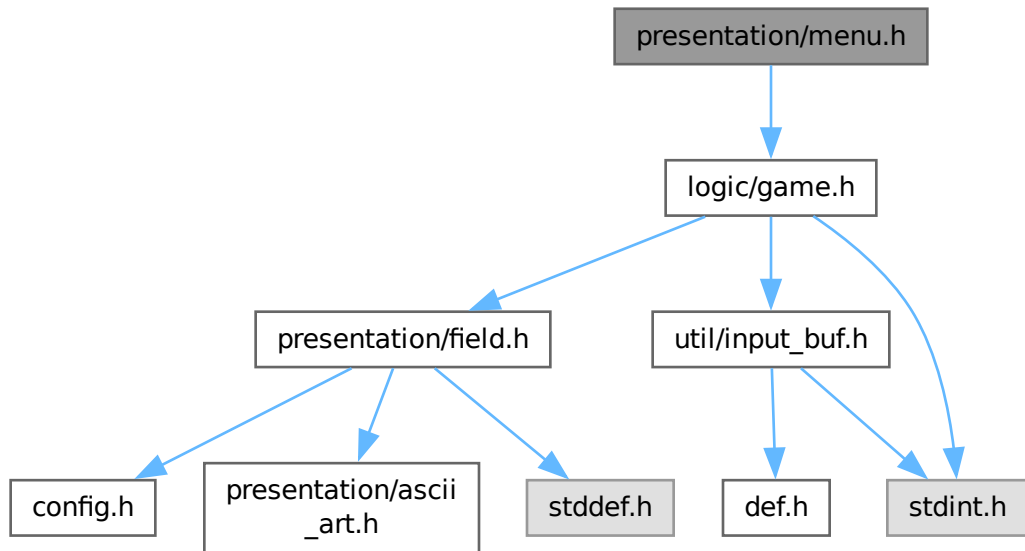 presentation/menu.h
logic/game.h
presentation/field.h
util/input_buf.h
config.h
presentation/ascii
_art.h
stddef.h
def.h
stdint.h